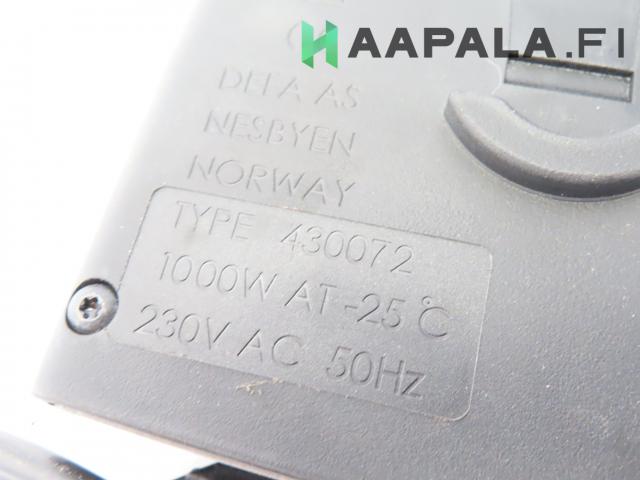 HAAPALA.FI
DEFA AS
NESBYEN
NORWAY
TYPE 430072
1000W AT -25°C
230V AC 50Hz